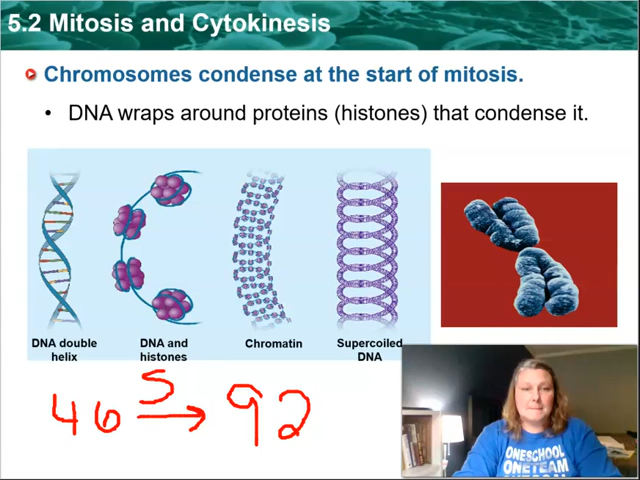 5.2 Mitosis and Cytokinesis
Chromosomes condense at the start of mitosis.
• DNA wraps around proteins (histones) that condense it.
DNA double
helix
DNA and
histones
Chromatin
Supercoiled
DNA
46 S→ 92
ONESCHOOL
ONETEAM